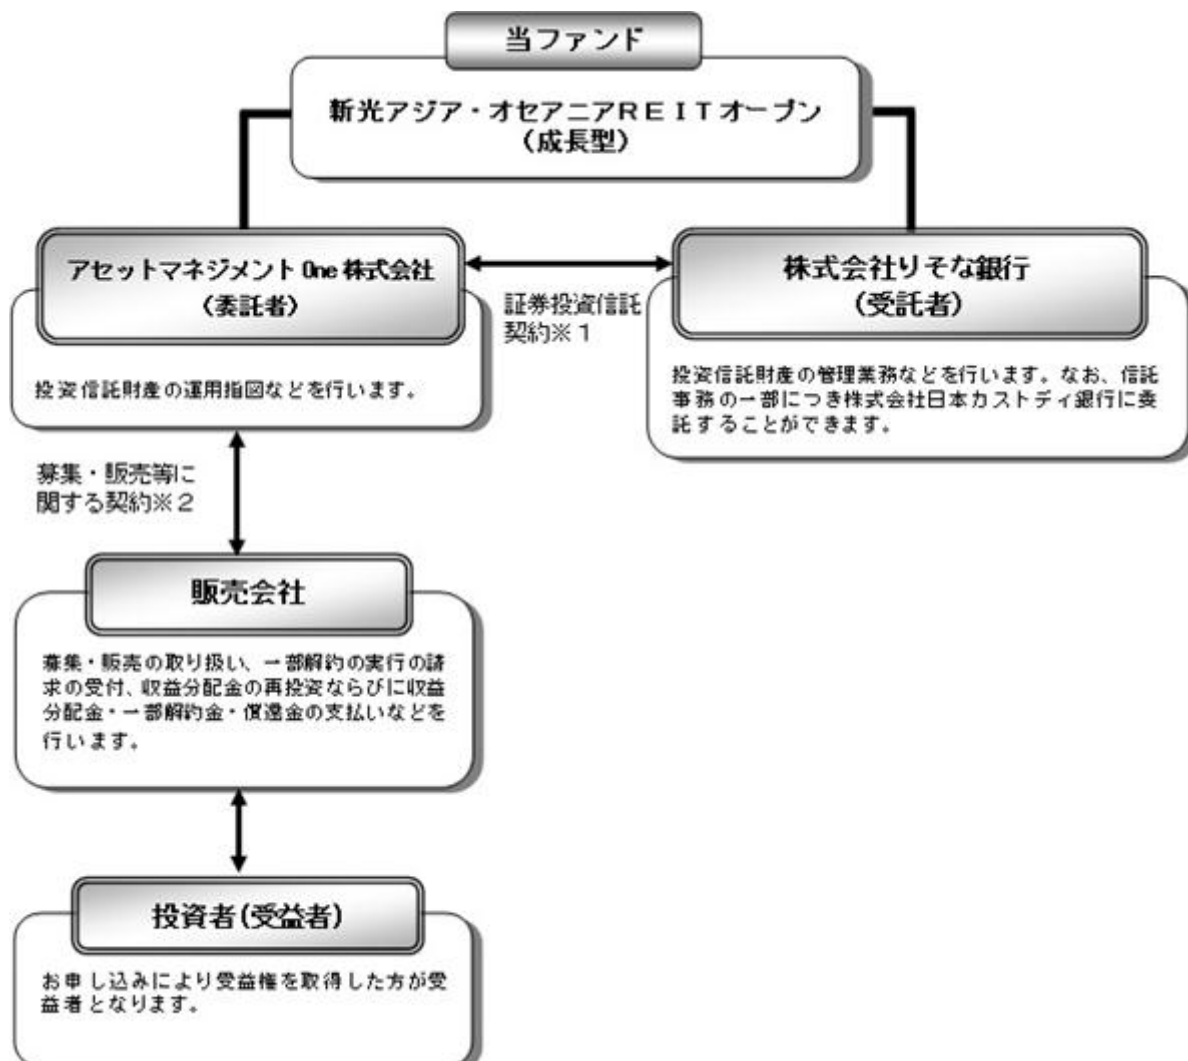 当ファンド
新光アジア・オセアニアREITオープン
(成長型)
アセットマネジメントOne株式会社
(委託者)
投資信託財産の運用指図などを行います。
証券投資信託
契約※1
株式会社りそな銀行
(受託者)
投資信託財産の管理業務などを行います。なお、信託
事務の一部につき株式会社日本カストディ銀行に委
託することができます。
募集・販売等に
関する契約※2
販売会社
募集・販売の取り扱い、一部解約の実行の請
求の受付、収益分配金の再投資ならびに収益
分配金・一部解約金・償還金の支払いなどを
行います。
投資者(受益者)
お申し込みにより受益権を取得した方が受
益者となります。